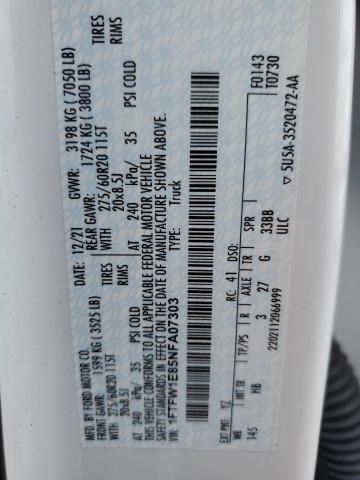 MFD. BY FORD MOTOR CO.
DATE: 12/21 GVWR: 3198 KG ( 7050 LB)
FRONT GAWR: 1599 KG ( 3525 LB) REAR GAWR: 1724 KG ( 3800 LB)
WITH 275/60R20 115T TIRES WITH 275/60R20 115T TIRES
20x8.5J RIMS 20x8.5J RIMS
AT 240 kPa/ 35 PSI COLD AT 240 kPa/ 35 PSI COLD
THIS VEHICLE CONFORMS TO ALL APPLICABLE FEDERAL MOTOR VEHICLE
SAFETY STANDARDS IN EFFECT ON THE DATE OF MANUFACTURE SHOWN ABOVE.
VIN: 1FTFW1E85NFA07303
TYPE: Truck
F0143
T0730
EXT PNT: YZ RC: 41 DSO:
WB INT TR TP/PS R AXLE TR SPR
145 HB 3 27 G 33BB
ULC
2202112066999
▽ 5U5A-3520472-AA